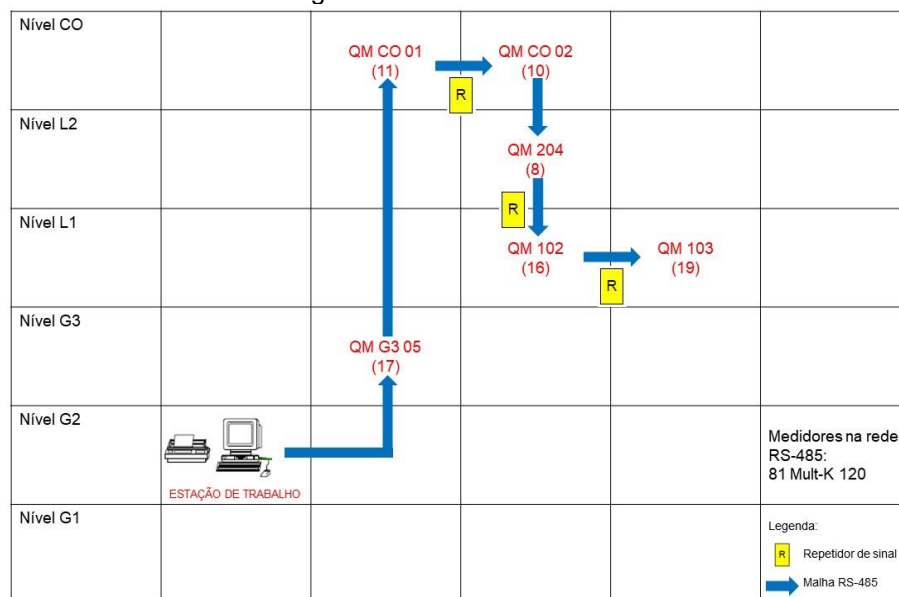 Nível CO
QM CO 01
(11)
QM CO 02
(10)
R
Nível L2
QM 204
(8)
R
Nível L1
QM 102
(16)
QM 103
(19)
R
Nível G3
QM G3 05
(17)
Nível G2
ESTAÇÃO DE TRABALHO
Medidores na rede
RS-485:
81 Mult-K 120
Nível G1
Legenda:
R Repetidor de sinal
Malha RS-485